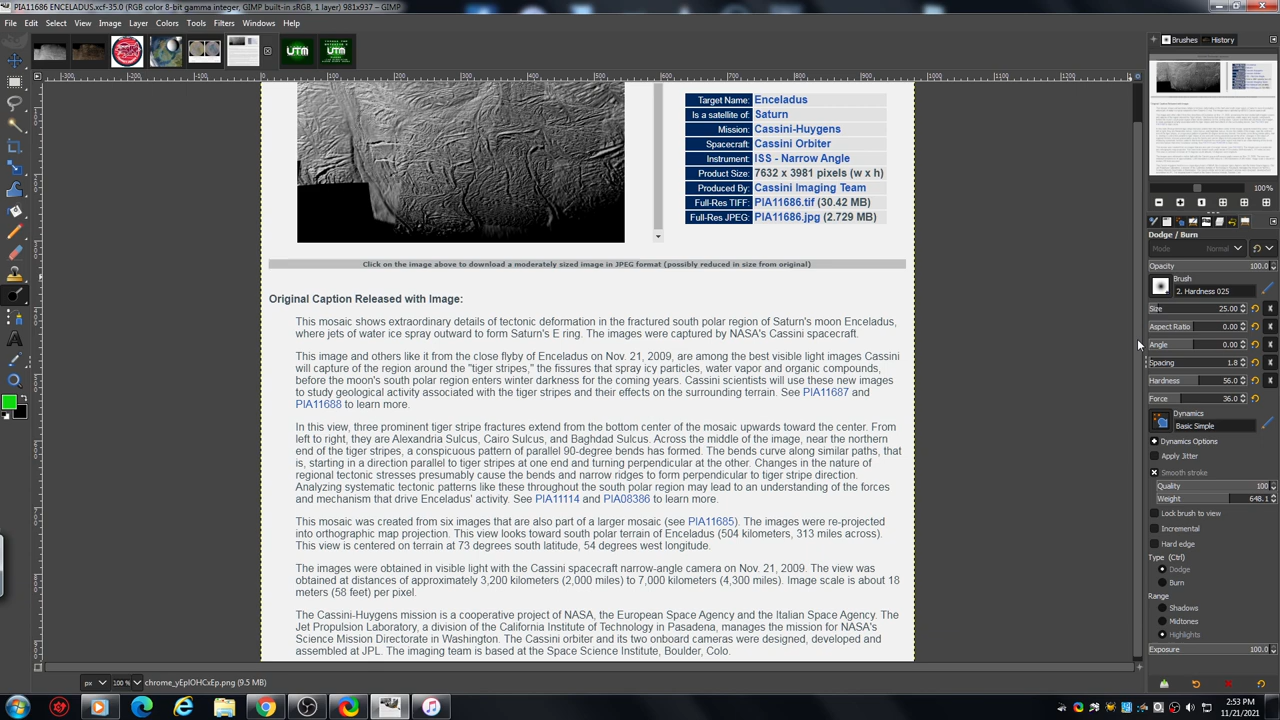 PIA11686 ENCELADUS.xcf-35.0 (RGB color 8-bit gamma integer, GIMP built-in sRGB, 1 layer) 981x937 – GIMP
File Edit Select View Image Layer Colors Tools Filters Windows Help
UTM
Brushes History
Target Name: Enceladus
Is a satellite of: Saturn
Mission: Cassini-Huygens
Spacecraft: Cassini Orbiter
Instrument: ISS - Narrow Angle
Product Size: 7632 x 3981 pixels (w x h)
Produced By: Cassini Imaging Team
Full-Res TIFF: PIA11686.tif (30.42 MB)
Full-Res JPEG: PIA11686.jpg (2.729 MB)
Click on the image above to download a moderately sized image in JPEG format (possibly reduced in size from original)
Original Caption Released with Image:
This mosaic shows extraordinary details of tectonic deformation in the fractured south polar region of Saturn's moon Enceladus,
where jets of water ice spray outward to form Saturn's E ring. The images were captured by NASA's Cassini spacecraft.
This image and others like it from the close flyby of Enceladus on Nov. 21, 2009, are among the best visible light images Cassini
will capture of the region around the "tiger stripes," the fissures that spray icy particles, water vapor and organic compounds,
before the moon's south polar region enters winter darkness for the coming years. Cassini scientists will use these new images
to study geological activity associated with the tiger stripes and their effects on the surrounding terrain. See PIA11687 and
PIA11688 to learn more.
In this view, three prominent tiger stripe fractures extend from the bottom center of the mosaic upwards toward the center. From
left to right, they are Alexandria Sulcus, Cairo Sulcus, and Baghdad Sulcus. Across the middle of the image, near the northern
end of the tiger stripes, a conspicuous pattern of parallel 90-degree bends has formed. The bends curve along similar paths, that
is, starting in a direction parallel to tiger stripes at one end and turning perpendicular at the other. Changes in the nature of
regional tectonic stresses presumably cause the bends and narrow ridges to form perpendicular to tiger stripe direction.
Analyzing systematic tectonic patterns like these throughout the south polar region may lead to an understanding of the forces
and mechanism that drive Enceladus' activity. See PIA11114 and PIA08386 to learn more.
This mosaic was created from six images that are also part of a larger mosaic (see PIA11685). The images were re-projected
into orthographic map projection. This view looks toward south polar terrain of Enceladus (504 kilometers, 313 miles across).
This view is centered on terrain at 73 degrees south latitude, 54 degrees west longitude.
The images were obtained in visible light with the Cassini spacecraft narrow-angle camera on Nov. 21, 2009. The view was
obtained at distances of approximately 3,200 kilometers (2,000 miles) to 7,000 kilometers (4,300 miles). Image scale is about 18
meters (58 feet) per pixel.
The Cassini-Huygens mission is a cooperative project of NASA, the European Space Agency and the Italian Space Agency. The
Jet Propulsion Laboratory, a division of the California Institute of Technology in Pasadena, manages the mission for NASA's
Science Mission Directorate in Washington. The Cassini orbiter and its two onboard cameras were designed, developed and
assembled at JPL. The imaging team is based at the Space Science Institute, Boulder, Colo.
100%
Dodge / Burn
Mode Normal
Opacity 100.0
Brush
2. Hardness 025
Size 25.00
Aspect Ratio 0.00
Angle 0.00
Spacing 1.8
Hardness 56.0
Force 36.0
Dynamics
Basic Simple
Dynamics Options
Apply Jitter
Smooth stroke
Quality 100
Weight 648.1
Lock brush to view
Incremental
Hard edge
Type (Ctrl)
Dodge
Burn
Range
Shadows
Midtones
Highlights
Exposure 100.0
px 100 % chrome_yEplOHCxEp.png (9.5 MB)
2:53 PM
11/21/2021